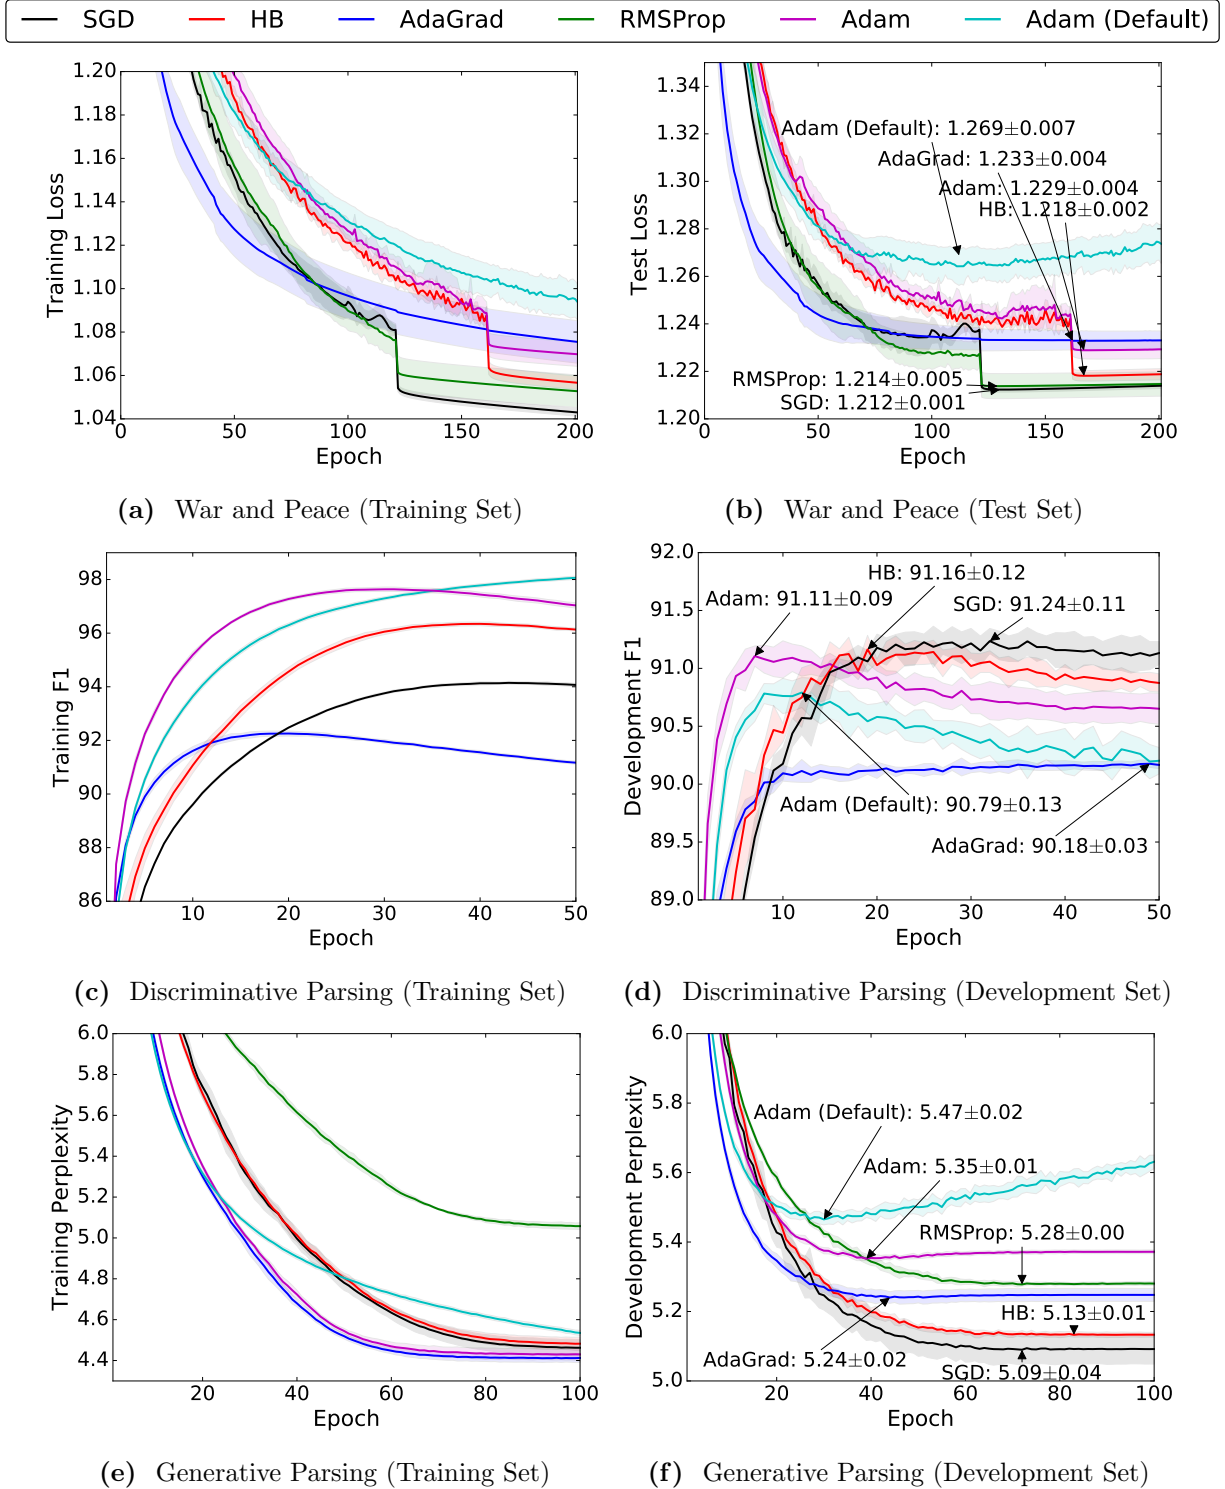 SGD HB AdaGrad RMSProp Adam Adam (Default)
1.20
1.18
1.16
1.14
1.12
1.10
1.08
1.06
1.04
0 50 100 150 200
Training Loss
Epoch
(a) War and Peace (Training Set)
1.34
1.32
1.30
1.28
1.26
1.24
1.22
1.20
0 50 100 150 200
Test Loss
Epoch
Adam (Default): 1.269±0.007
AdaGrad: 1.233±0.004
Adam: 1.229±0.004
HB: 1.218±0.002
RMSProp: 1.214±0.005
SGD: 1.212±0.001
(b) War and Peace (Test Set)
98
96
94
92
90
88
86
10 20 30 40 50
Training F1
Epoch
(c) Discriminative Parsing (Training Set)
92.0
91.5
91.0
90.5
90.0
89.5
89.0
10 20 30 40 50
Development F1
Epoch
HB: 91.16±0.12
Adam: 91.11±0.09
SGD: 91.24±0.11
Adam (Default): 90.79±0.13
AdaGrad: 90.18±0.03
(d) Discriminative Parsing (Development Set)
6.0
5.8
5.6
5.4
5.2
5.0
4.8
4.6
4.4
20 40 60 80 100
Training Perplexity
Epoch
(e) Generative Parsing (Training Set)
6.0
5.8
5.6
5.4
5.2
5.0
20 40 60 80 100
Development Perplexity
Epoch
Adam (Default): 5.47±0.02
Adam: 5.35±0.01
RMSProp: 5.28±0.00
HB: 5.13±0.01
AdaGrad: 5.24±0.02
SGD: 5.09±0.04
(f) Generative Parsing (Development Set)